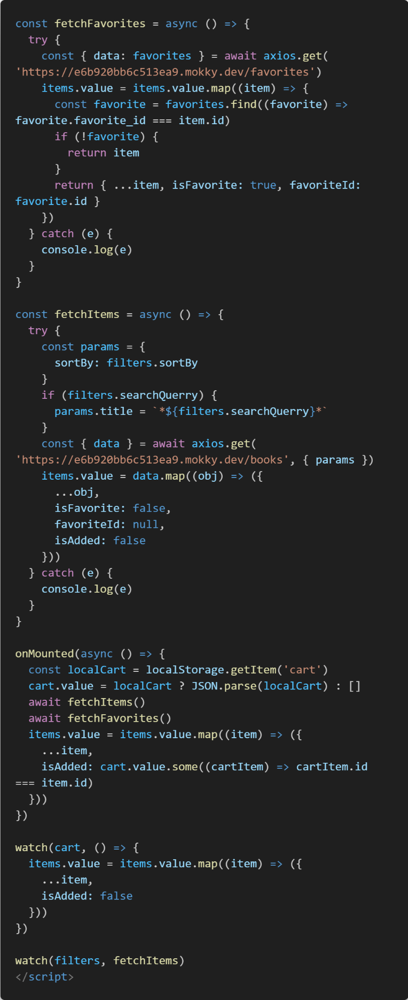 const fetchFavorites = async () => {
  try {
    const { data: favorites } = await axios.get(
'https://e6b920bb6c513ea9.mokky.dev/favorites')
    items.value = items.value.map((item) => {
      const favorite = favorites.find((favorite) =>
favorite.favorite_id === item.id)
      if (!favorite) {
        return item
      }
      return { ...item, isFavorite: true, favoriteId:
favorite.id }
    })
  } catch (e) {
    console.log(e)
  }
}

const fetchItems = async () => {
  try {
    const params = {
      sortBy: filters.sortBy
    }
    if (filters.searchQuerry) {
      params.title = `*${filters.searchQuerry}*`
    }
    const { data } = await axios.get(
'https://e6b920bb6c513ea9.mokky.dev/books', { params })
    items.value = data.map((obj) => ({
      ...obj,
      isFavorite: false,
      favoriteId: null,
      isAdded: false
    }))
  } catch (e) {
    console.log(e)
  }
}

onMounted(async () => {
  const localCart = localStorage.getItem('cart')
  cart.value = localCart ? JSON.parse(localCart) : []
  await fetchItems()
  await fetchFavorites()
  items.value = items.value.map((item) => ({
    ...item,
    isAdded: cart.value.some((cartItem) => cartItem.id
=== item.id)
  }))
})

watch(cart, () => {
  items.value = items.value.map((item) => ({
    ...item,
    isAdded: false
  }))
})

watch(filters, fetchItems)
</script>